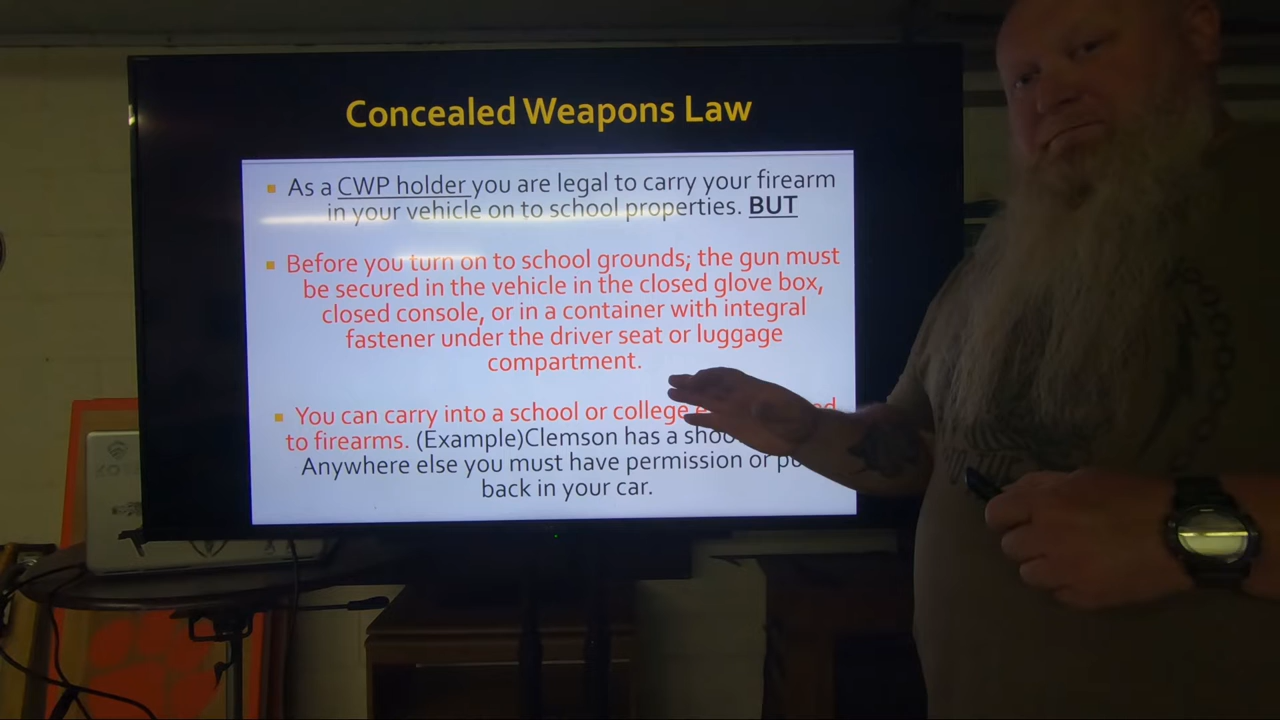 Concealed Weapons Law
As a CWP holder you are legal to carry your firearm
in your vehicle on to school properties. BUT
Before you turn on to school grounds; the gun must
be secured in the vehicle in the closed glove box,
closed console, or in a container with integral
fastener under the driver seat or luggage
compartment.
You can carry into a school or college
to firearms. (Example)Clemson has a
Anywhere else you must have permission or
back in your car.